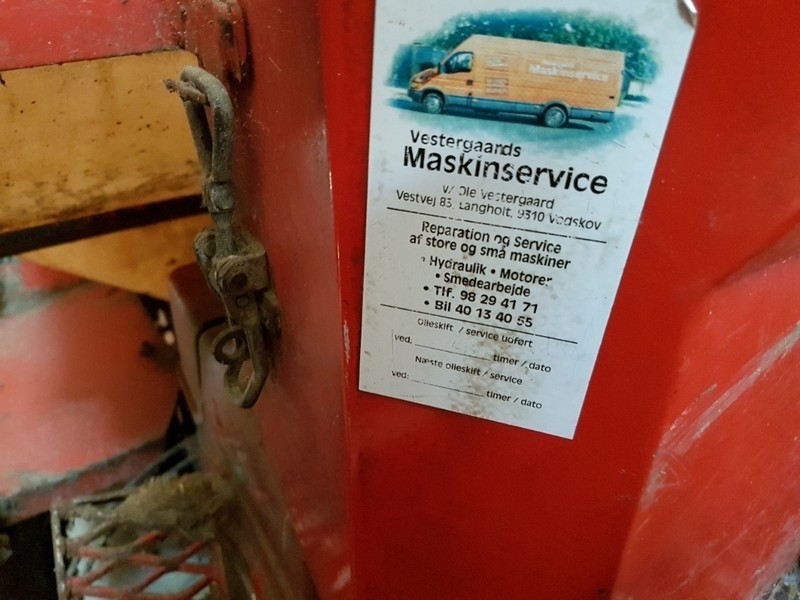 Maskinservice
Vestergaards
Maskinservice
v/ Ole Vestergaard
Vestvej 83, Langholt, 9310 Vodskov
Reparation og Service
af store og små maskiner
• Hydraulik • Motorer
• Smedearbejde
• Tlf. 98 29 41 71
• Bil 40 13 40 55
Olieskift / service udført
ved: timer / dato
Næste olieskift / service
ved: timer / dato